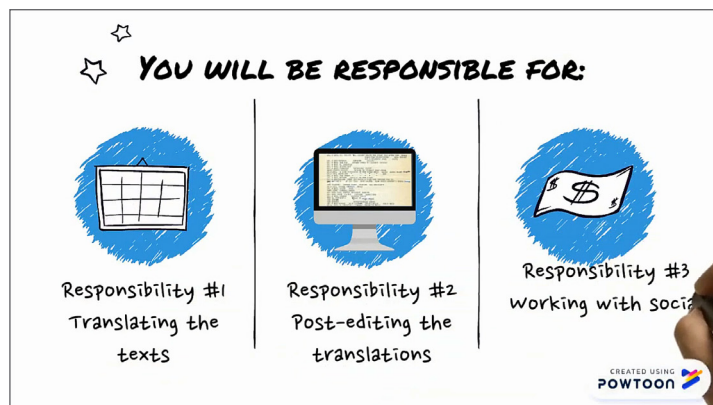 YOU WILL BE RESPONSIBLE FOR:
Responsibility #1
Translating the
texts
Responsibility #2
Post-editing the
translations
Responsibility #3
Working with socia
CREATED USING
POWTOON